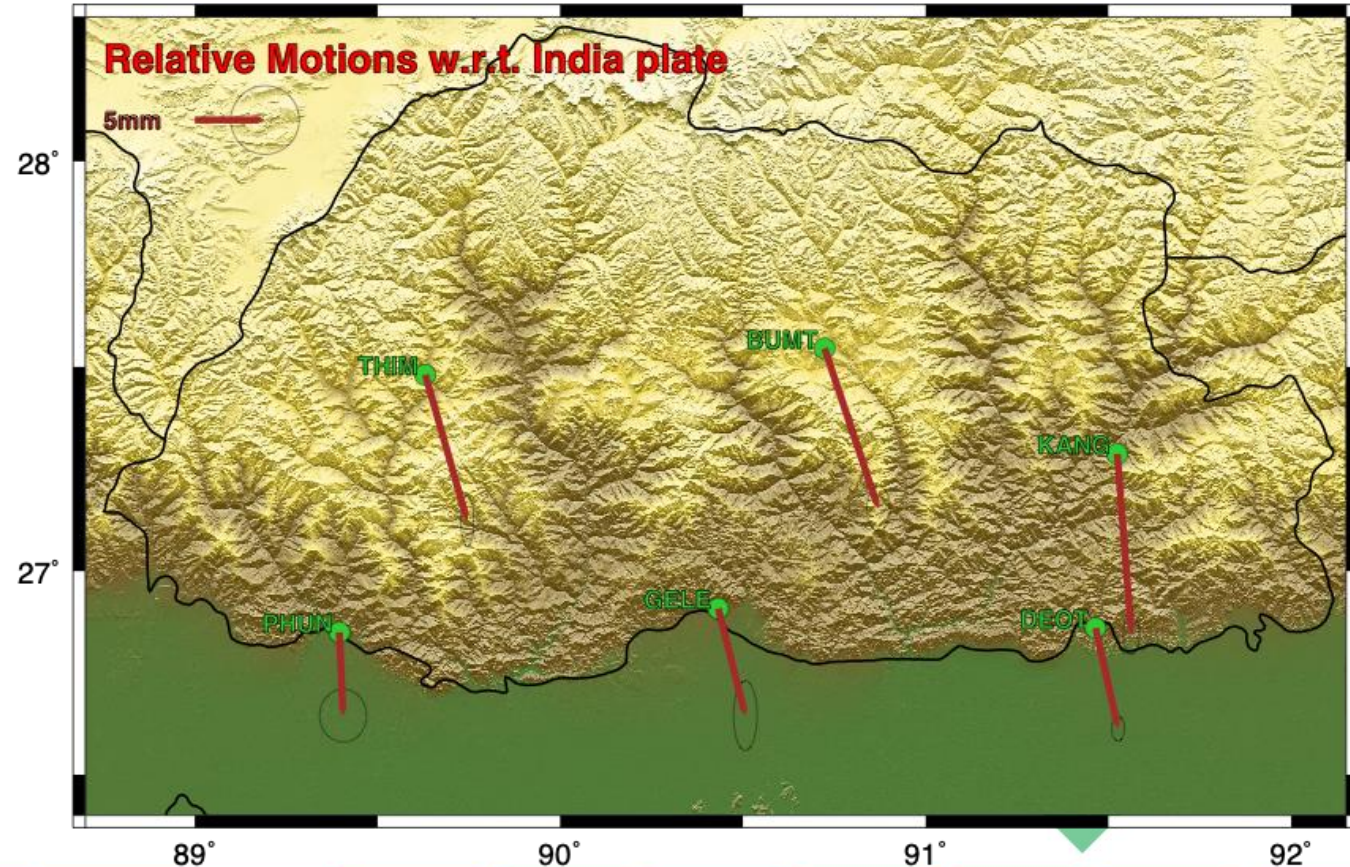 Relative Motions w.r.t. India plate
5mm
28°
BUMT
THIM
KANG
27°
GELE
PHUN
DEOT
89°
90°
91°
92°